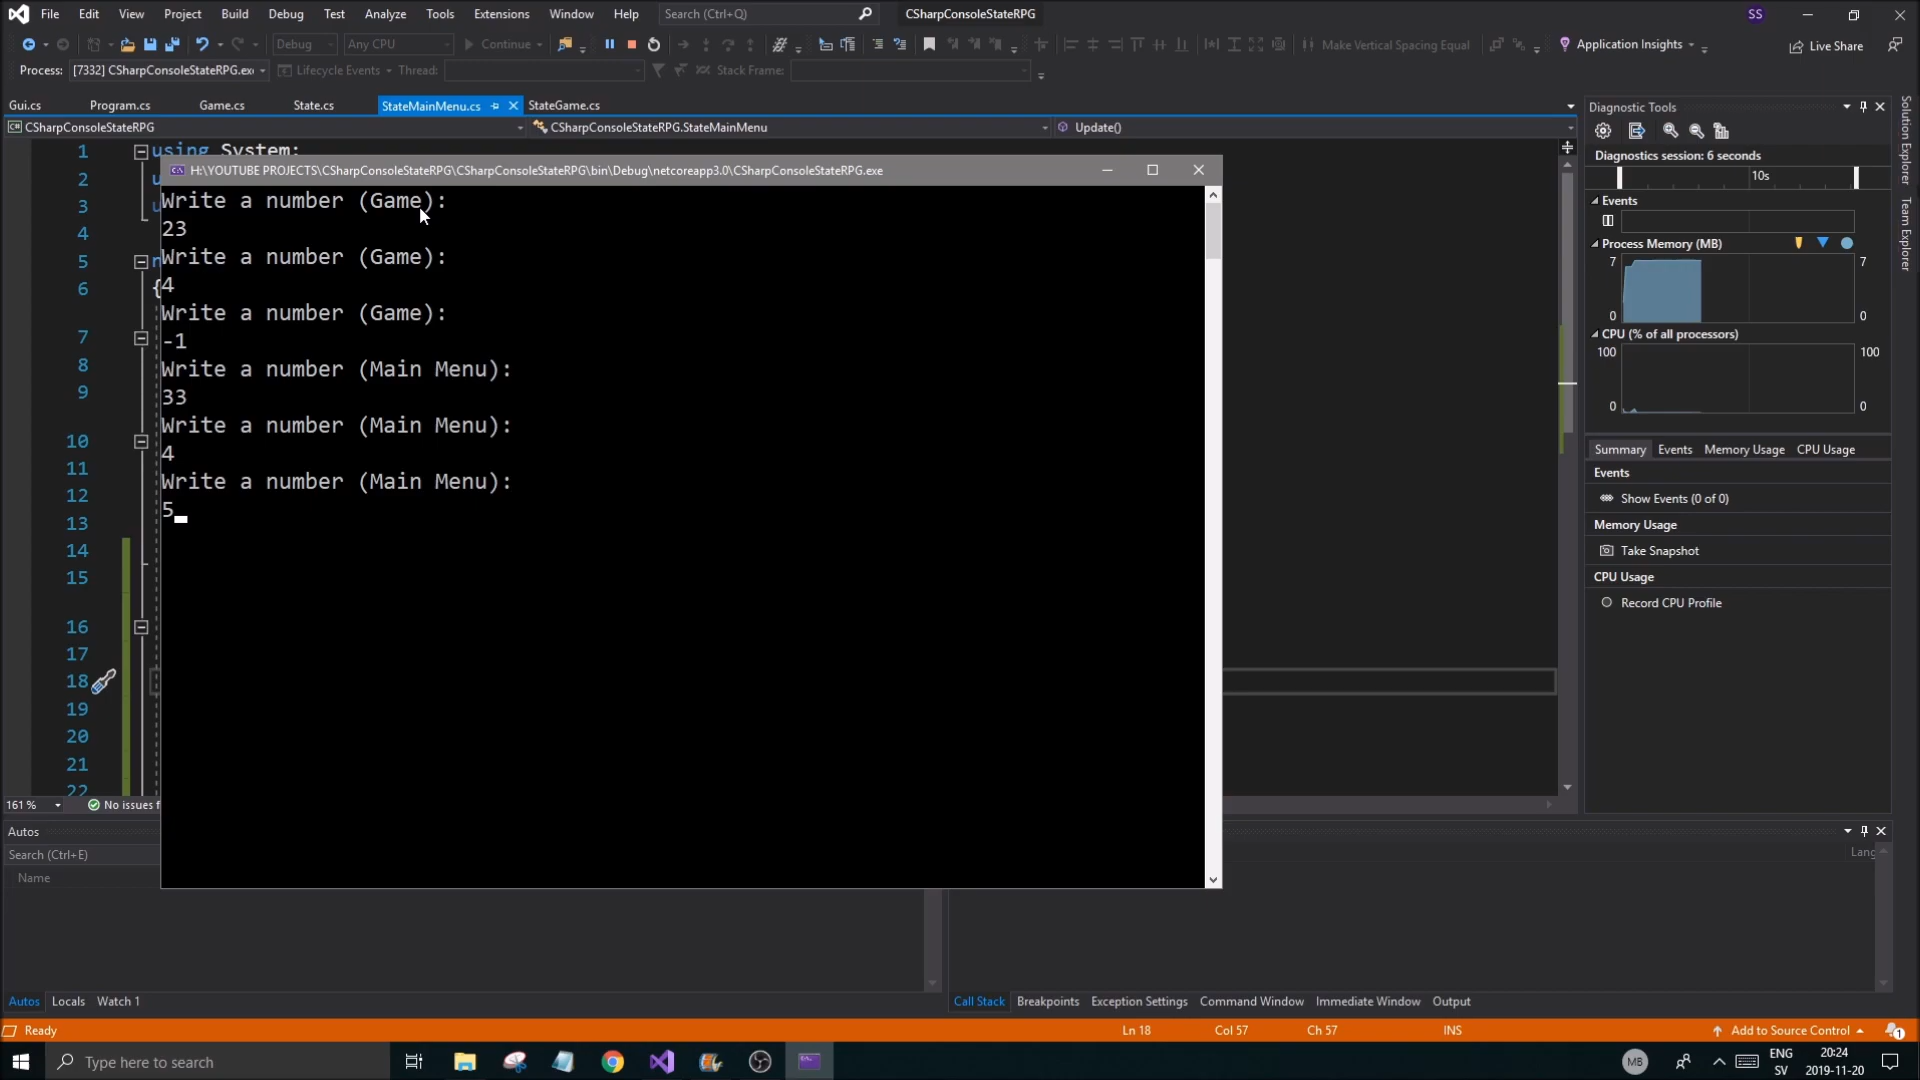 File Edit View Project Build Debug Test Analyze Tools Extensions Window Help Search (Ctrl+Q) CSharpConsoleStateRPG SS
Debug Any CPU Continue Make Vertical Spacing Equal Application Insights Live Share
Process: [7332] CSharpConsoleStateRPG.exe Lifecycle Events Thread: Stack Frame:
Gui.cs Program.cs Game.cs State.cs StateMainMenu.cs StateGame.cs
CSharpConsoleStateRPG CSharpConsoleStateRPG.StateMainMenu Update()
1 using System;
2 u
3 u
4
5 n
6 {
7
8
9
10
11
12
13
14
15
16
17
18
19
20
21
22
161 % No issues f
H:\YOUTUBE PROJECTS\CSharpConsoleStateRPG\CSharpConsoleStateRPG\bin\Debug\netcoreapp3.0\CSharpConsoleStateRPG.exe
Write a number (Game):
23
Write a number (Game):
4
Write a number (Game):
-1
Write a number (Main Menu):
33
Write a number (Main Menu):
4
Write a number (Main Menu):
5
Diagnostic Tools
Diagnostics session: 6 seconds
10s
Events
Process Memory (MB)
7 7
0 0
CPU (% of all processors)
100 100
0 0
Summary Events Memory Usage CPU Usage
Events
Show Events (0 of 0)
Memory Usage
Take Snapshot
CPU Usage
Record CPU Profile
Solution Explorer
Team Explorer
Autos
Search (Ctrl+E)
Name
Lang
Autos Locals Watch 1
Call Stack Breakpoints Exception Settings Command Window Immediate Window Output
Ready Ln 18 Col 57 Ch 57 INS Add to Source Control 1
Type here to search
MB
ENG
SV
20:24
2019-11-20